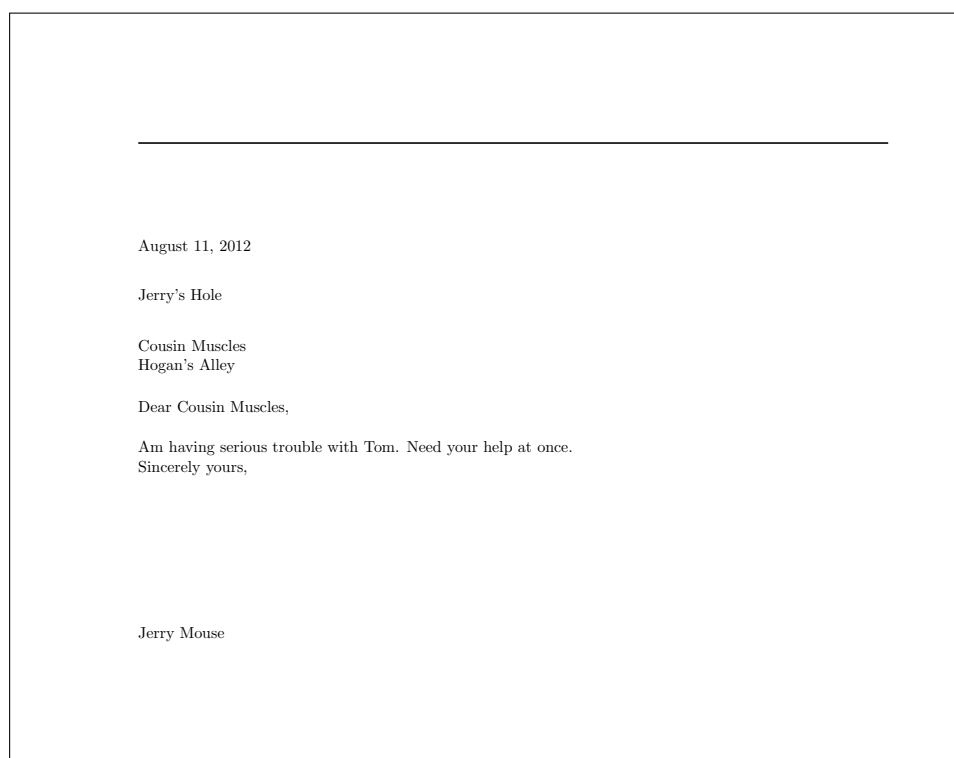 August 11, 2012
Jerry's Hole
Cousin Muscles
Hogan's Alley
Dear Cousin Muscles,
Am having serious trouble with Tom. Need your help at once.
Sincerely yours,
Jerry Mouse